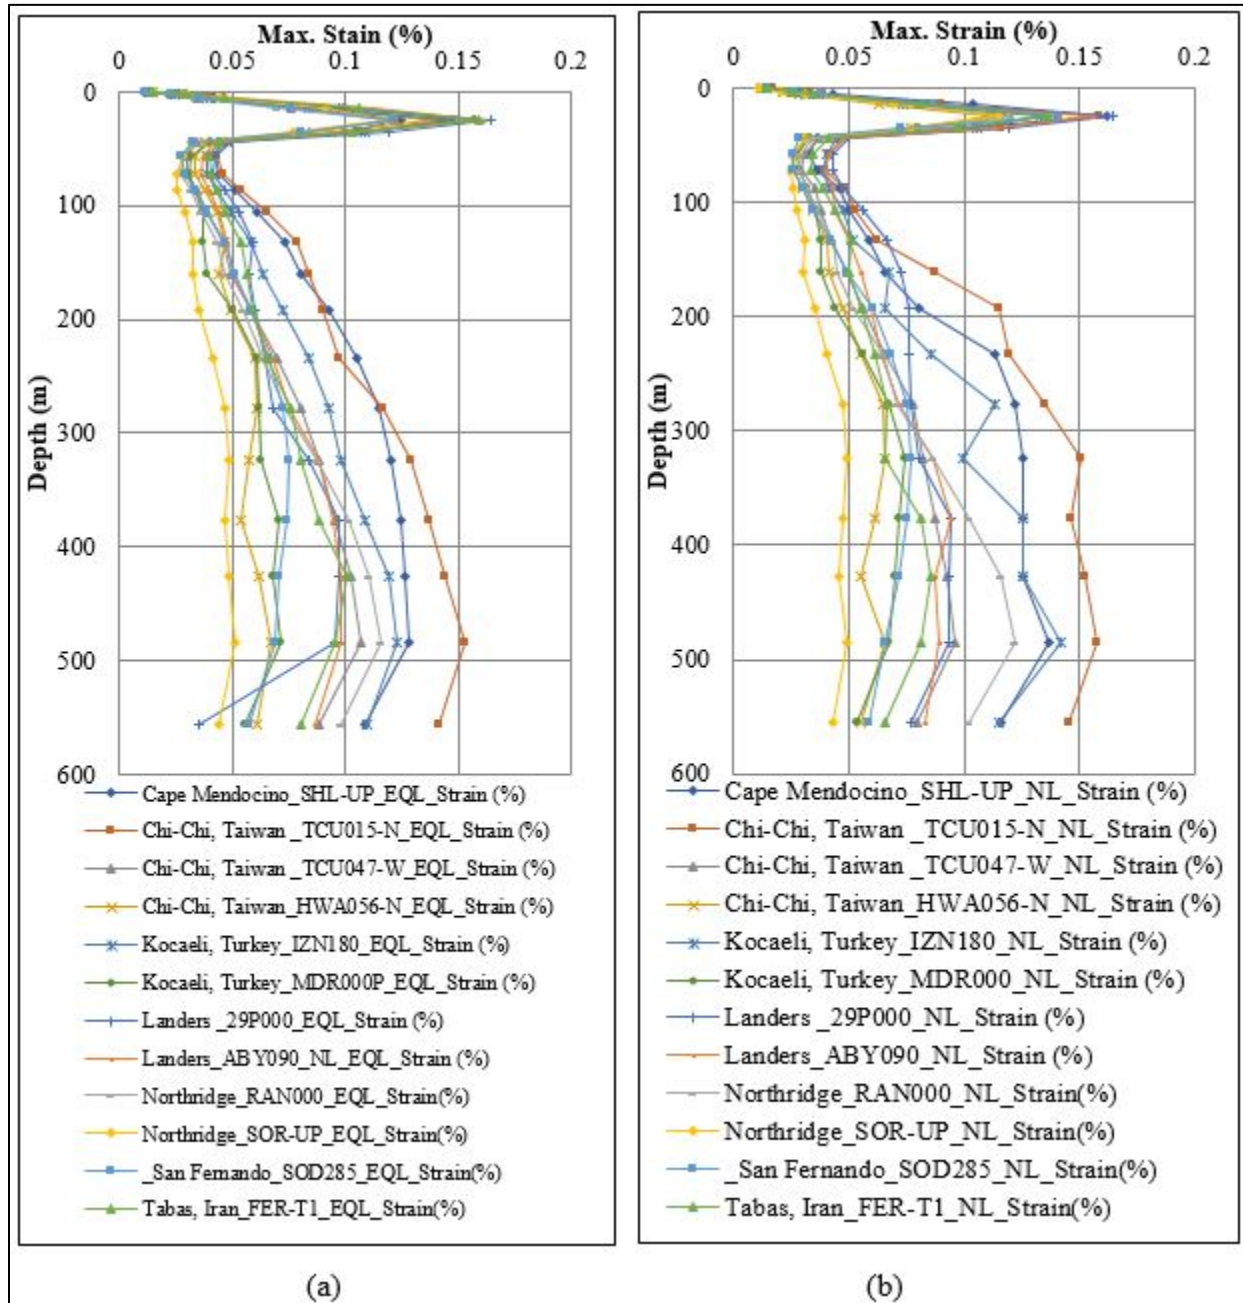 Max. Stain (%)
0 0.05 0.1 0.15 0.2
0
100
200
300
400
500
600
Depth (m)
Cape Mendocino_SHL-UP_EQL_Strain (%)
Chi-Chi, Taiwan _TCU015-N_EQL_Strain (%)
Chi-Chi, Taiwan _TCU047-W_EQL_Strain (%)
Chi-Chi, Taiwan_HWA056-N_EQL_Strain (%)
Kocaeli, Turkey_IZN180_EQL_Strain (%)
Kocaeli, Turkey_MDR000P_EQL_Strain (%)
Landers _29P000_EQL_Strain (%)
Landers_ABY090_NL_EQL_Strain (%)
Northridge_RAN000_EQL_Strain(%)
Northridge_SOR-UP_EQL_Strain(%)
_San Fernando_SOD285_EQL_Strain(%)
Tabas, Iran_FER-T1_EQL_Strain(%)
(a)
Max. Strain (%)
0 0.05 0.1 0.15 0.2
0
100
200
300
400
500
600
Depth (m)
Cape Mendocino_SHL-UP_NL_Strain (%)
Chi-Chi, Taiwan _TCU015-N_NL_Strain (%)
Chi-Chi, Taiwan _TCU047-W_NL_Strain (%)
Chi-Chi, Taiwan_HWA056-N_NL_Strain (%)
Kocaeli, Turkey_IZN180_NL_Strain (%)
Kocaeli, Turkey_MDR000_NL_Strain (%)
Landers _29P000_NL_Strain (%)
Landers_ABY090_NL_Strain (%)
Northridge_RAN000_NL_Strain(%)
Northridge_SOR-UP_NL_Strain(%)
_San Fernando_SOD285_NL_Strain(%)
Tabas, Iran_FER-T1_NL_Strain(%)
(b)